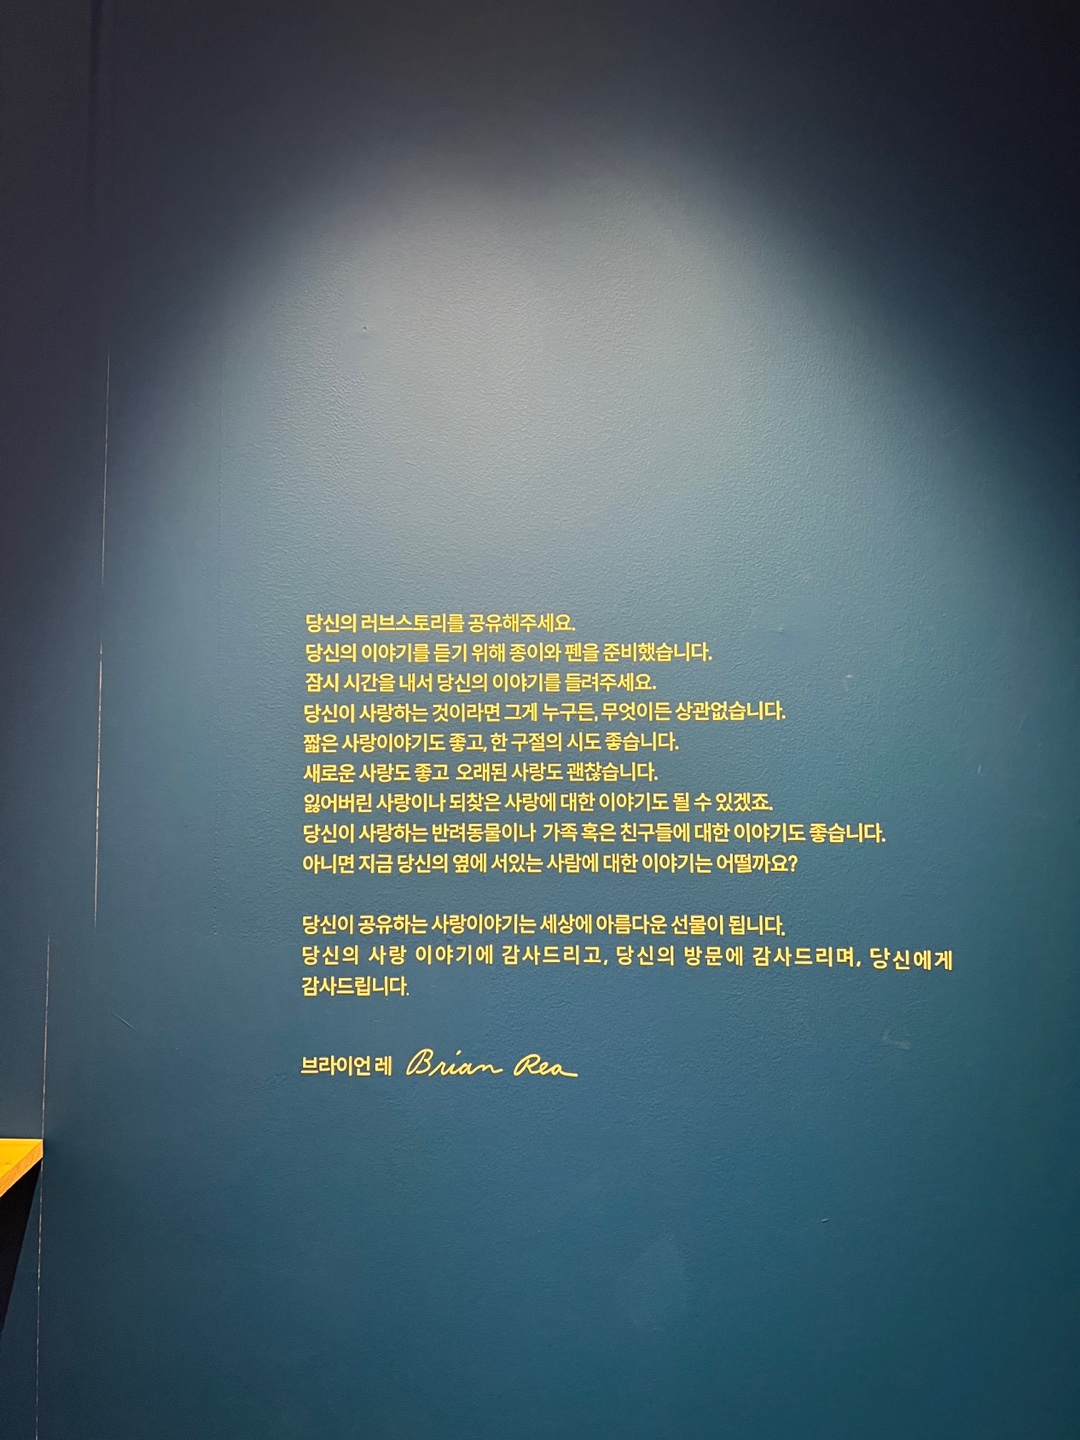 당신의 러브스토리를 공유해주세요.
당신의 이야기를 듣기 위해 종이와 펜을 준비했습니다.
잠시 시간을 내서 당신의 이야기를 들려주세요.
당신이 사랑하는 것이라면 그게 누구든, 무엇이든 상관없습니다.
짧은 사랑이야기도 좋고, 한 구절의 시도 좋습니다.
새로운 사랑도 좋고 오래된 사랑도 괜찮습니다.
잃어버린 사랑이나 되찾은 사랑에 대한 이야기도 될 수 있겠죠.
당신이 사랑하는 반려동물이나 가족 혹은 친구들에 대한 이야기도 좋습니다.
아니면 지금 당신의 옆에 서있는 사람에 대한 이야기는 어떨까요?
당신이 공유하는 사랑이야기는 세상에 아름다운 선물이 됩니다.
당신의 사랑 이야기에 감사드리고, 당신의 방문에 감사드리며, 당신에게
감사드립니다.
브라이언 레 Brian Rea